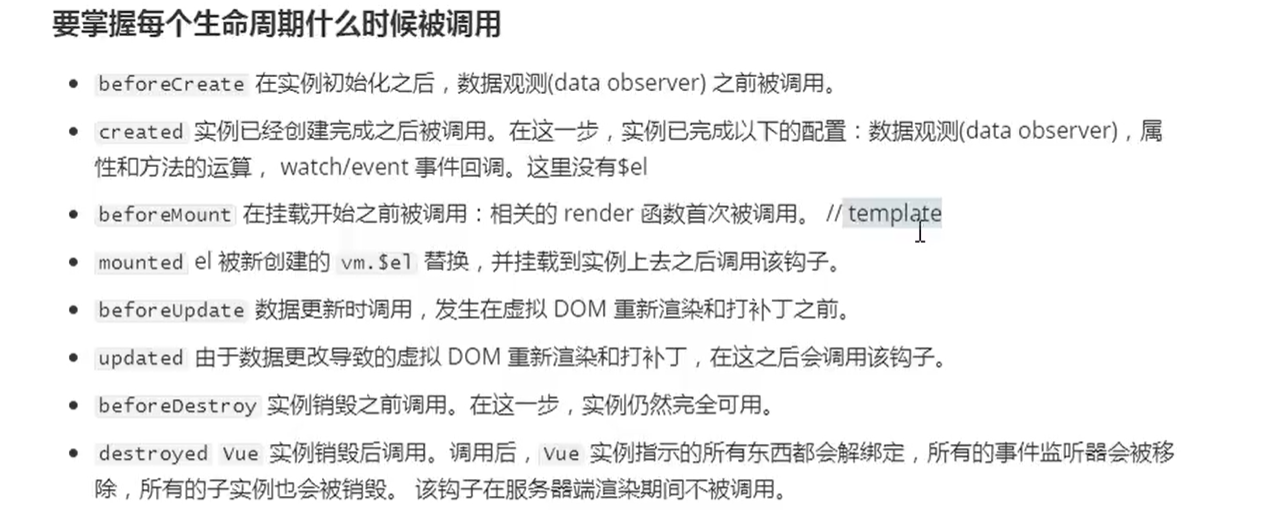 要掌握每个生命周期什么时候被调用
beforeCreate 在实例初始化之后，数据观测(data observer) 之前被调用。
created 实例已经创建完成之后被调用。在这一步，实例已完成以下的配置：数据观测(data observer)，属
性和方法的运算， watch/event 事件回调。这里没有$el
beforeMount 在挂载开始之前被调用：相关的 render 函数首次被调用。 // template
mounted el 被新创建的 vm.$el 替换，并挂载到实例上去之后调用该钩子。
beforeUpdate 数据更新时调用，发生在虚拟 DOM 重新渲染和打补丁之前。
updated 由于数据更改导致的虚拟 DOM 重新渲染和打补丁，在这之后会调用该钩子。
beforeDestroy 实例销毁之前调用。在这一步，实例仍然完全可用。
destroyed Vue 实例销毁后调用。调用后，Vue 实例指示的所有东西都会解绑定，所有的事件监听器会被移
除，所有的子实例也会被销毁。 该钩子在服务器端渲染期间不被调用。